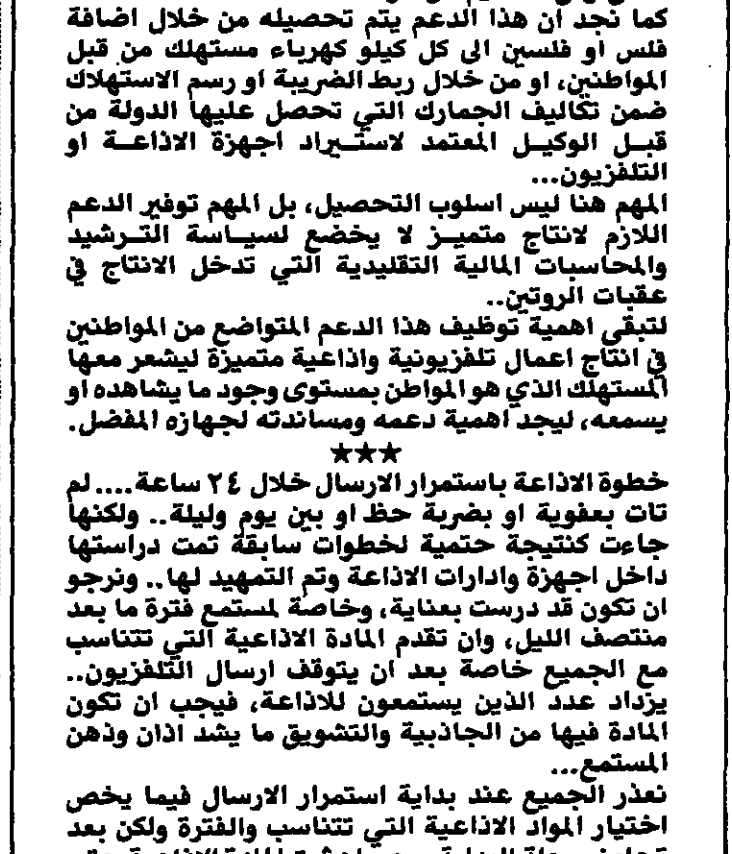 كما نجد ان هذا الدعم يتم تحصيله من خلال اضافة
فلس او فلسين الى كل كيلو كهرباء مستهلك من قبل
المواطنين، او من خلال ربط الضريبة او رسم الاستهلاك
ضمن تكاليف الجمارك التي تحصل عليها الدولة من
قبل الوكيل المعتمد لاستيراد اجهزة الاذاعة او
التلفزيون...
المهم هنا ليس اسلوب التحصيل، بل المهم توفير الدعم
اللازم لانتاج متميز لا يخضع لسياسة الترشيد
والمحاسبات المالية التقليدية التي تدخل الانتاج في
عقبات الروتين..
لتبقى اهمية توظيف هذا الدعم المتواضع من المواطنين
في انتاج اعمال تلفزيونية واذاعية متميزة ليشعر معها
المستهلك الذي هو المواطن بمستوى وجود ما يشاهده او
يسمعه، ليجد اهمية دعمه ومساندته لجهازه المفضل.
★★★
خطوة الاذاعة باستمرار الارسال خلال ٢٤ ساعة.... لم
تات بعفوية او بضربة حظ او بين يوم وليلة.. ولكنها
جاءت كنتيجة حتمية لخطوات سابقة تمت دراستها
داخل اجهزة وادارات الاذاعة وتم التمهيد لها.. ونرجو
ان تكون قد درست بعناية، وخاصة لمستمع فترة ما بعد
منتصف الليل، وان تقدم المادة الاذاعية التي تتناسب
مع الجميع خاصة بعد ان يتوقف ارسال التلفزيون..
يزداد عدد الذين يستمعون للاذاعة، فيجب ان تكون
المادة فيها من الجاذبية والتشويق ما يشد اذان وذهن
المستمع...
نعذر الجميع عند بداية استمرار الارسال فيما يخص
اختيار المواد الاذاعية التي تتناسب والفترة ولكن بعد